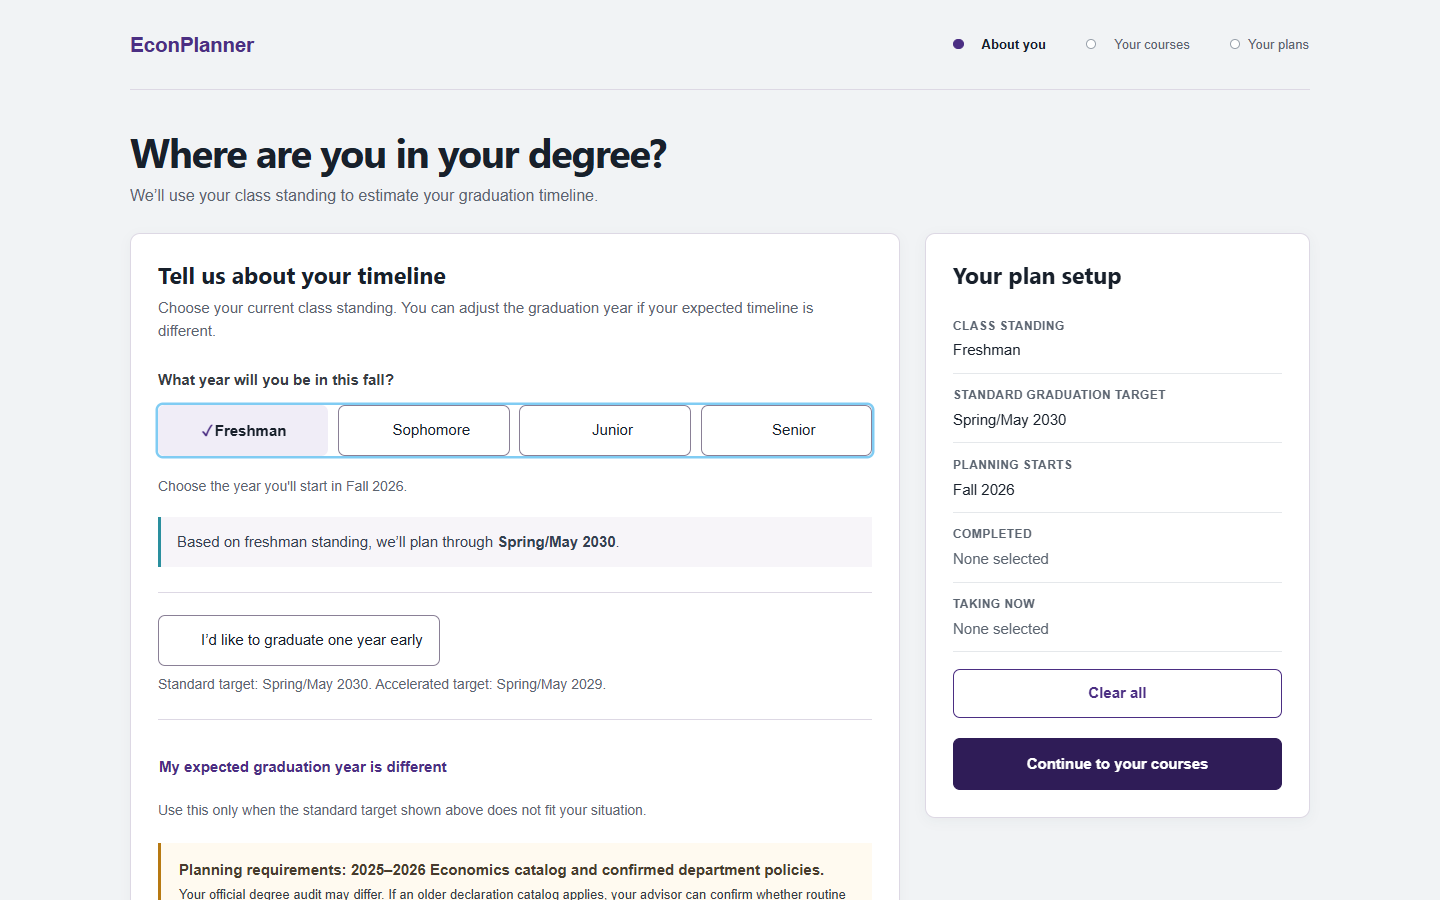 EconPlanner
About you
Your courses
Your plans
Where are you in your degree?
We’ll use your class standing to estimate your graduation timeline.
Tell us about your timeline
Choose your current class standing. You can adjust the graduation year if your expected timeline is
different.
What year will you be in this fall?
✓Freshman
Sophomore
Junior
Senior
Choose the year you'll start in Fall 2026.
Based on freshman standing, we’ll plan through Spring/May 2030.
I’d like to graduate one year early
Standard target: Spring/May 2030. Accelerated target: Spring/May 2029.
My expected graduation year is different
Use this only when the standard target shown above does not fit your situation.
Planning requirements: 2025–2026 Economics catalog and confirmed department policies.
Your official degree audit may differ. If an older declaration catalog applies, your advisor can confirm whether routine
Your plan setup
CLASS STANDING
Freshman
STANDARD GRADUATION TARGET
Spring/May 2030
PLANNING STARTS
Fall 2026
COMPLETED
None selected
TAKING NOW
None selected
Clear all
Continue to your courses